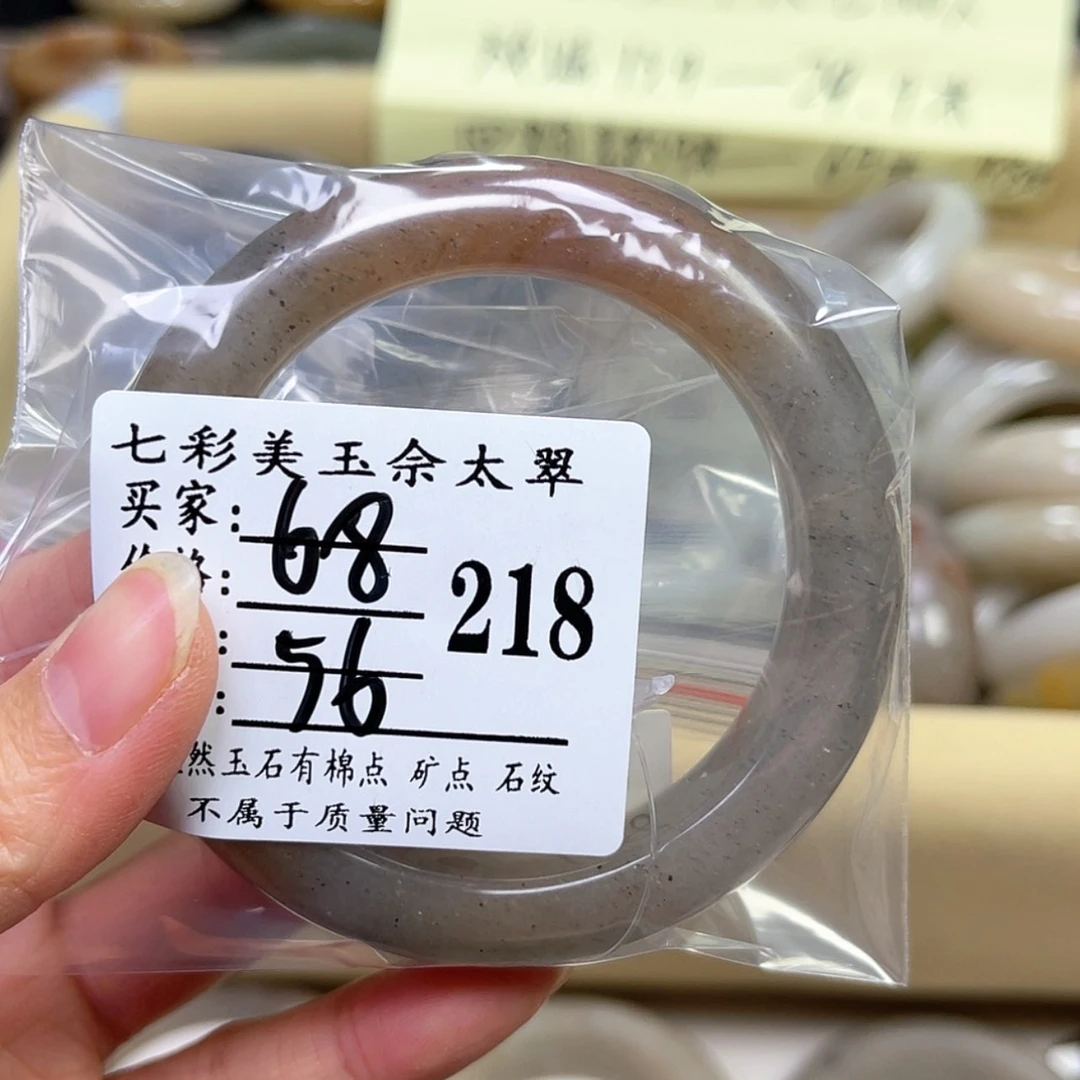 七彩美玉佘太翠
买家: 68
格: 218
: 56
:
然玉石有棉点 矿点 石纹
不属于质量问题